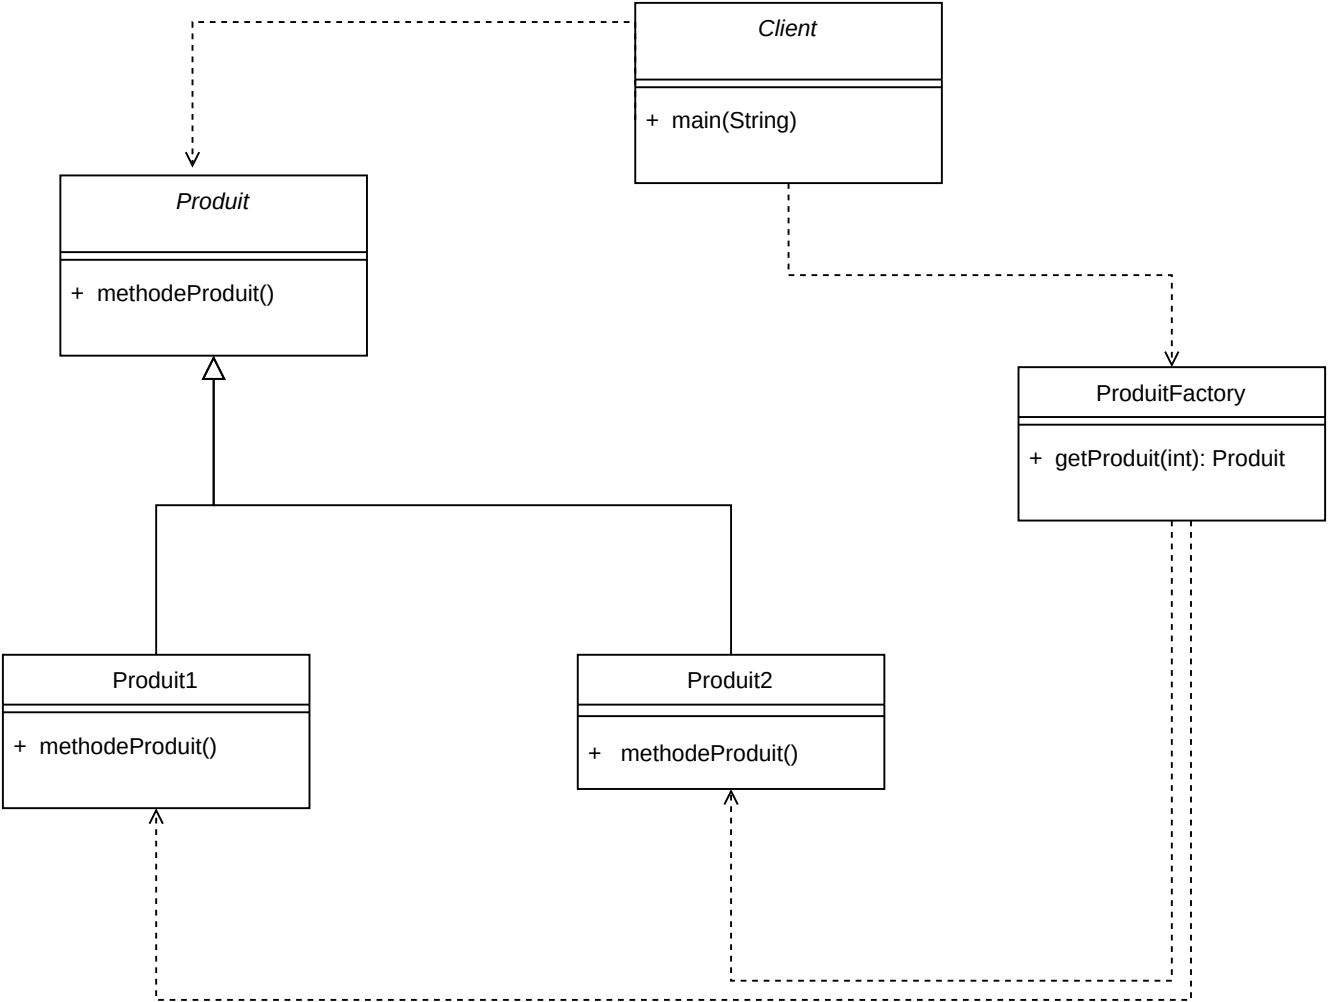 Client
+ main(String)
Produit
+ methodeProduit()
ProduitFactory
+ getProduit(int): Produit
Produit1
+ methodeProduit()
Produit2
+ methodeProduit()